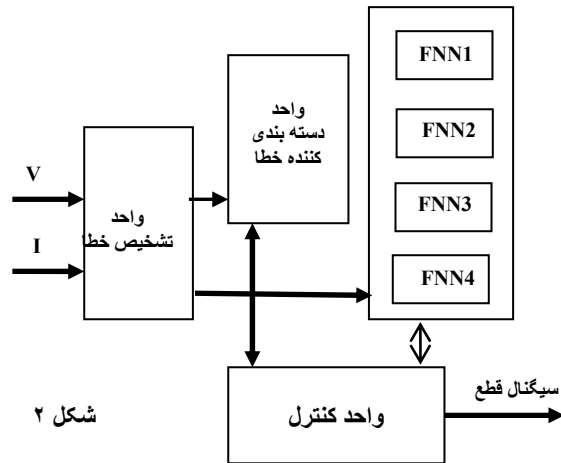 FNN1
واحد
دسته بندی
کننده خطا
FNN2
V
واحد
تشخیص خطا
FNN3
I
FNN4
سیگنال قطع
واحد کنترل
شکل ۲